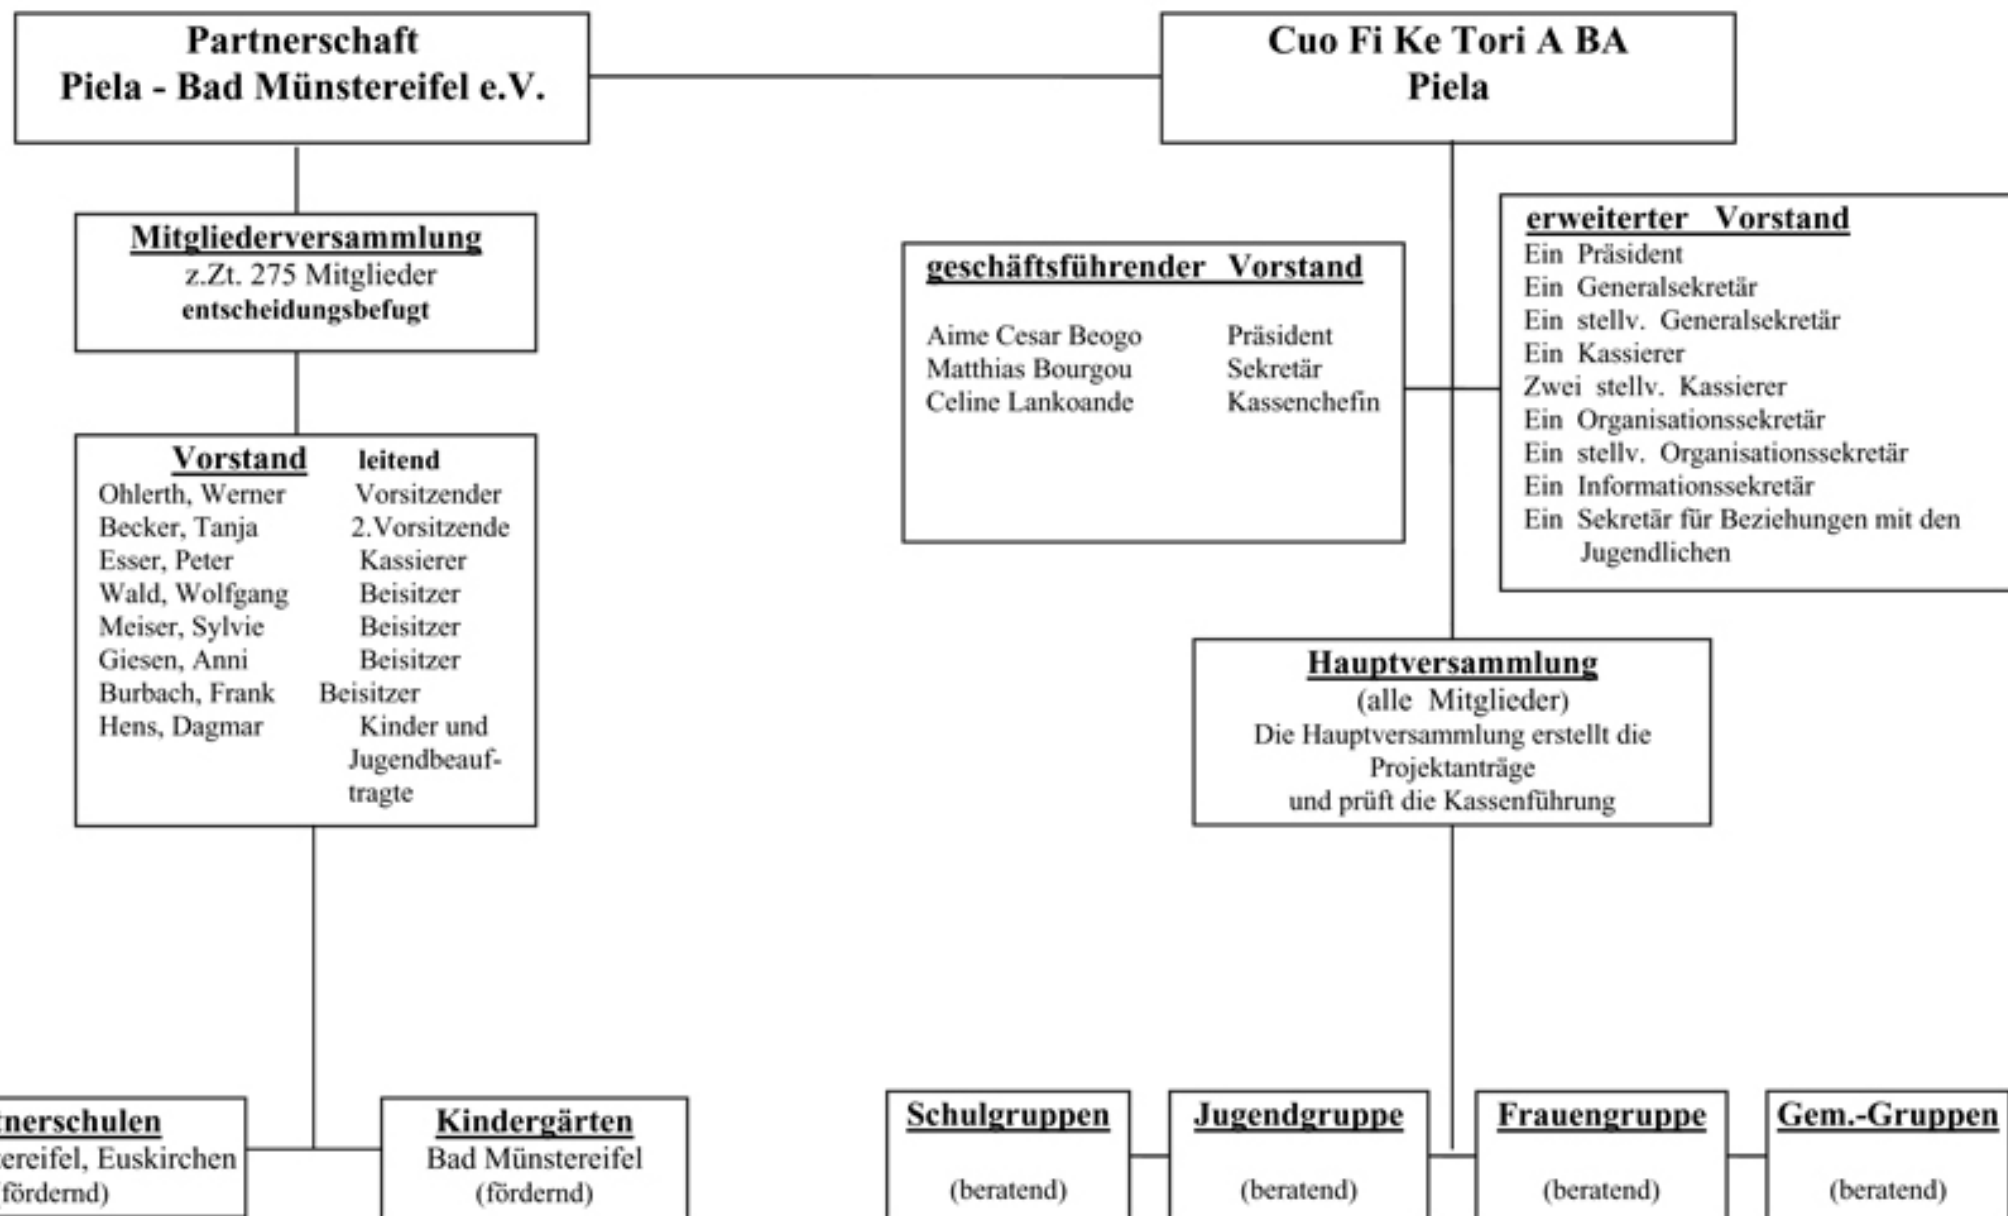 Partnerschaft
Piela - Bad Münstereifel e.V.
Cuo Fi Ke Tori A BA
Piela
Mitgliederversammlung
z.Zt. 275 Mitglieder
entscheidungsbefugt
Vorstand leitend
Ohlerth, Werner Vorsitzender
Becker, Tanja 2.Vorsitzende
Esser, Peter Kassierer
Wald, Wolfgang Beisitzer
Meiser, Sylvie Beisitzer
Giesen, Anni Beisitzer
Burbach, Frank Beisitzer
Hens, Dagmar Kinder und
Jugendbeauf-
tragte
geschäftsführender Vorstand
Aime Cesar Beogo Präsident
Matthias Bourgou Sekretär
Celine Lankoande Kassenchefin
erweiterter Vorstand
Ein Präsident
Ein Generalsekretär
Ein stellv. Generalsekretär
Ein Kassierer
Zwei stellv. Kassierer
Ein Organisationssekretär
Ein stellv. Organisationssekretär
Ein Informationssekretär
Ein Sekretär für Beziehungen mit den
Jugendlichen
Hauptversammlung
(alle Mitglieder)
Die Hauptversammlung erstellt die
Projektanträge
und prüft die Kassenführung
tnerschulen
ereifel, Euskirchen
fördernd)
Kindergärten
Bad Münstereifel
(fördernd)
Schulgruppen
(beratend)
Jugendgruppe
(beratend)
Frauengruppe
(beratend)
Gem.-Gruppen
(beratend)